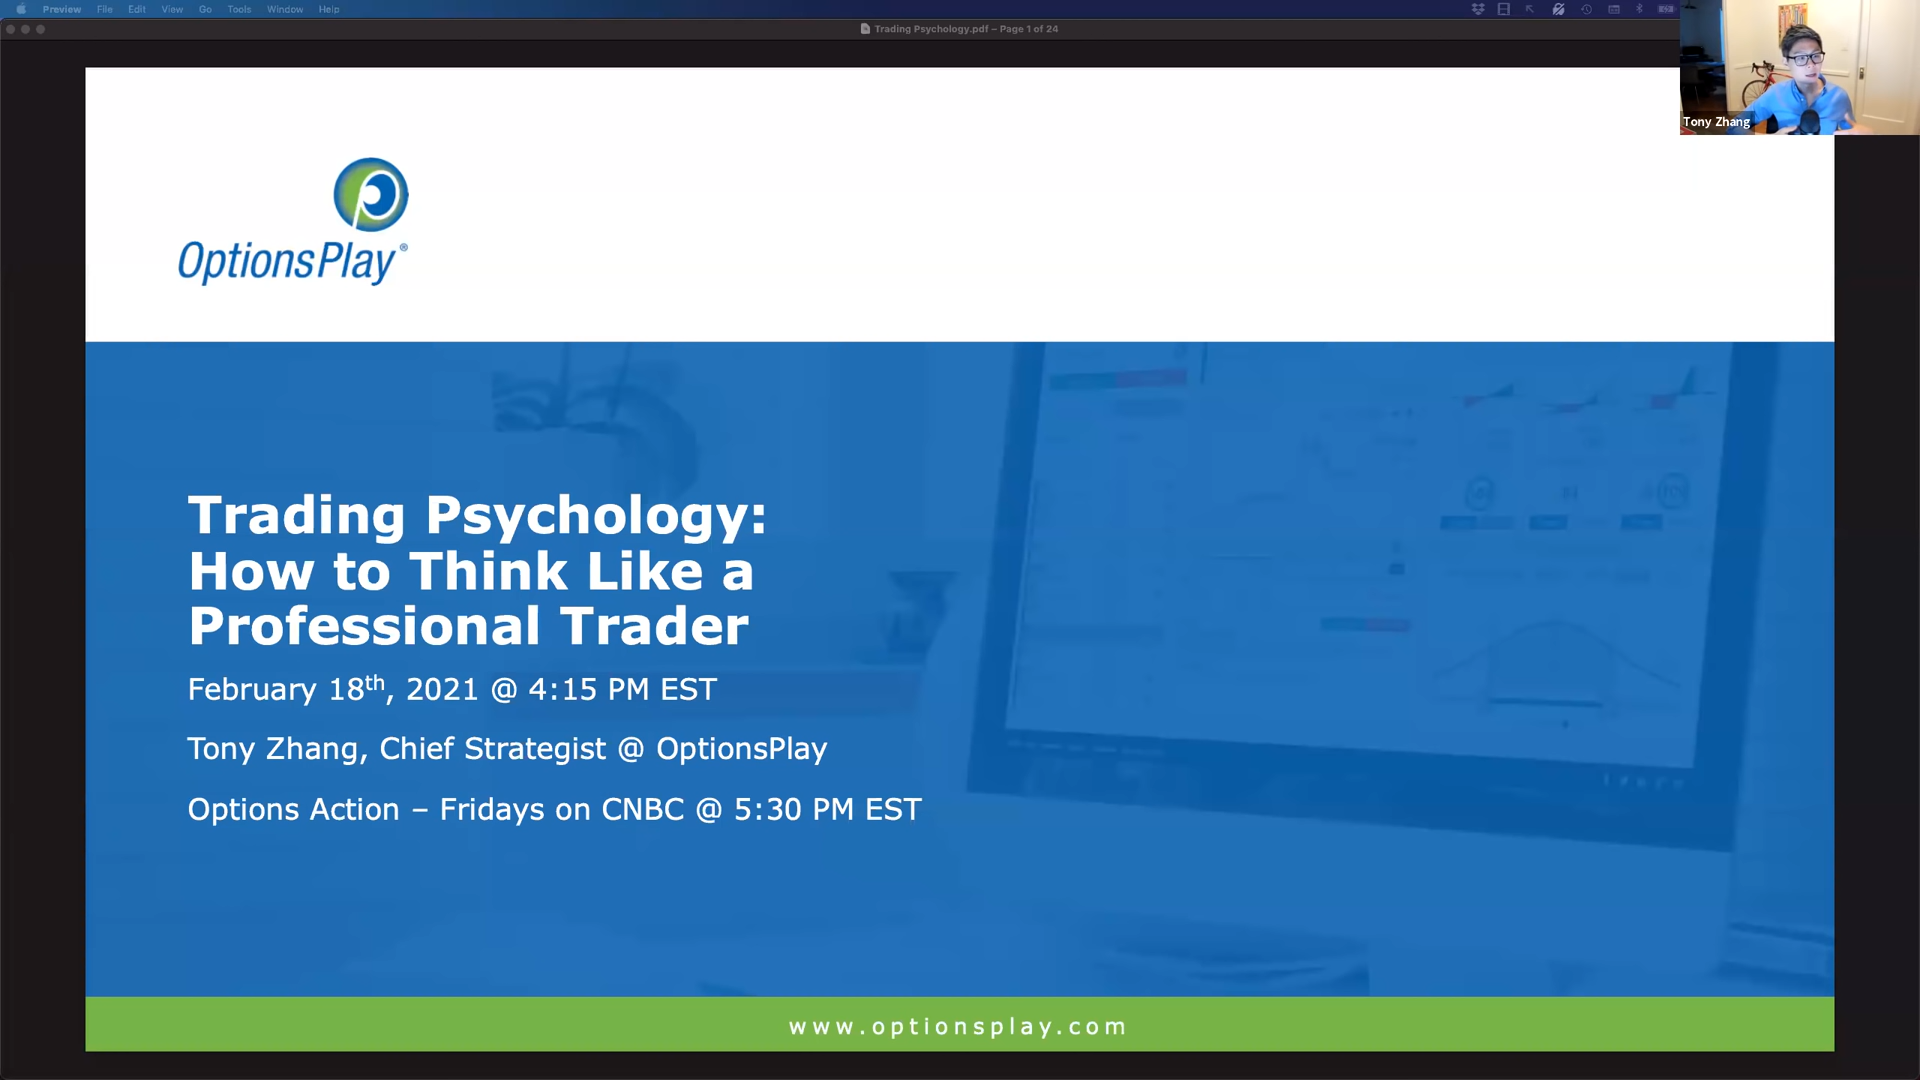 Preview File Edit View Go Tools Window Help
Trading Psychology.pdf – Page 1 of 24
Tony Zhang
OptionsPlay®
Trading Psychology:
How to Think Like a
Professional Trader
February 18th, 2021 @ 4:15 PM EST
Tony Zhang, Chief Strategist @ OptionsPlay
Options Action – Fridays on CNBC @ 5:30 PM EST
www.optionsplay.com